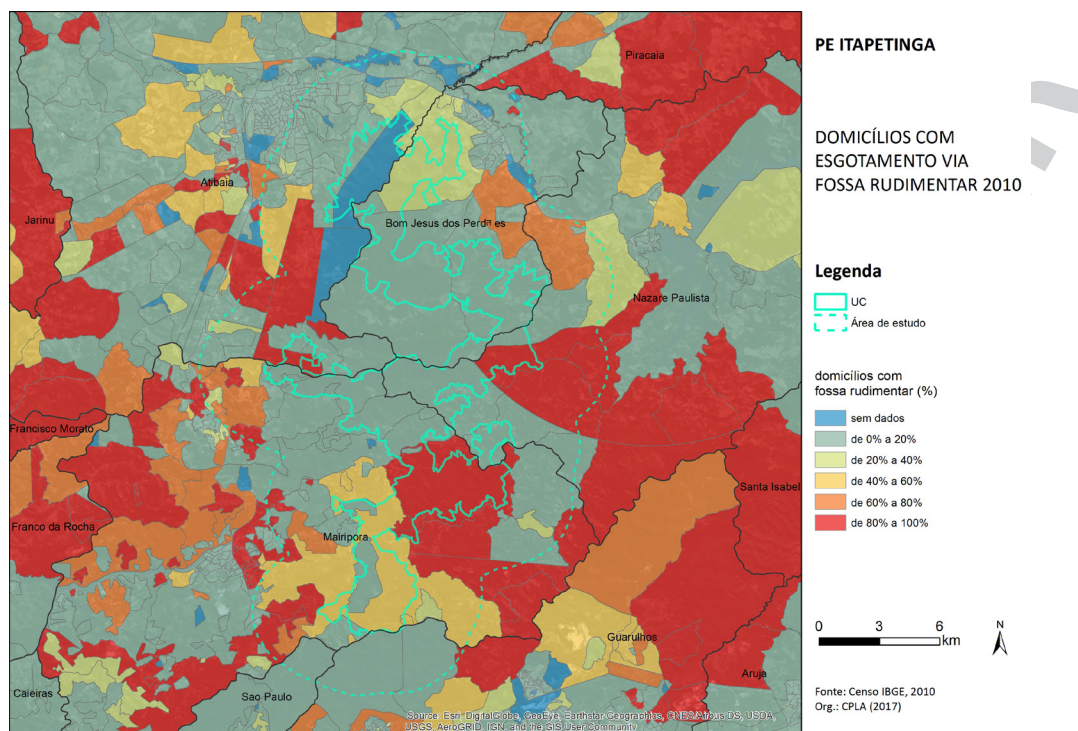 PE ITAPETINGA
DOMICÍLIOS COM
ESGOTAMENTO VIA
FOSSA RUDIMENTAR 2010
Legenda
UC
Área de estudo
domicílios com
fossa rudimentar (%)
sem dados
de 0% a 20%
de 20% a 40%
de 40% a 60%
de 60% a 80%
de 80% a 100%
0 3 6
km
N
Fonte: Censo IBGE, 2010
Org.: CPLA (2017)
Piracaia
Atibaia
Jarinu
Bom Jesus dos Perdões
Nazare Paulista
Francisco Morato
Santa Isabel
Franco da Rocha
Mairipora
Guarulhos
Aruja
Caieiras
Sao Paulo
Source: Esri, DigitalGlobe, GeoEye, Earthstar Geographics, CNES/Airbus DS, USDA,
USGS, AeroGRID, IGN, and the GIS User Community